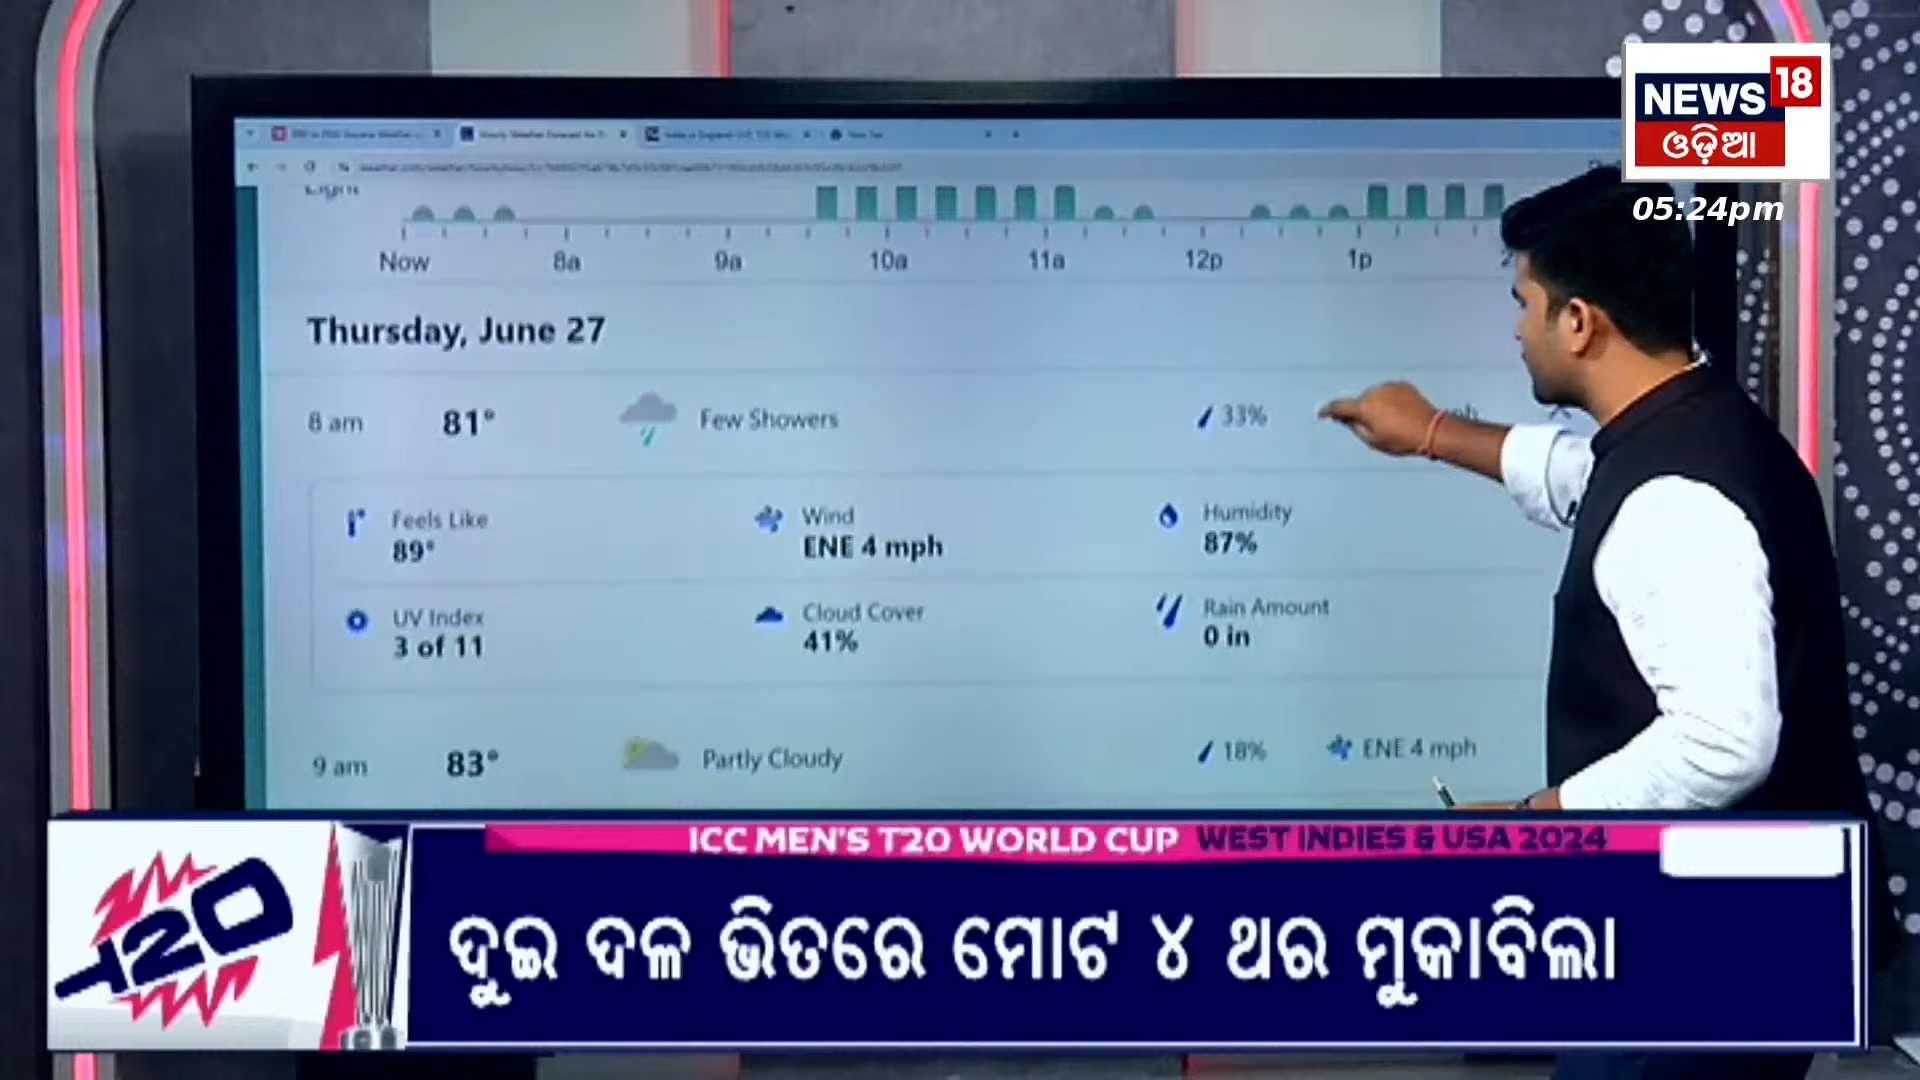 NEWS 18
ଓଡ଼ିଆ
05:24pm
Now 8a 9a 10a 11a 12p 1p
Thursday, June 27
8 am 81° Few Showers 33%
Feels Like Wind Humidity
89° ENE 4 mph 87%
UV Index Cloud Cover Rain Amount
3 of 11 41% 0 in
9 am 83° Partly Cloudy 18% ENE 4 mph
ICC MEN'S T20 WORLD CUP WEST INDIES & USA 2024
T20
ଦୁଇ ଦଳ ଭିତରେ ମୋଟ ୪ ଥର ମୁକାବିଲା